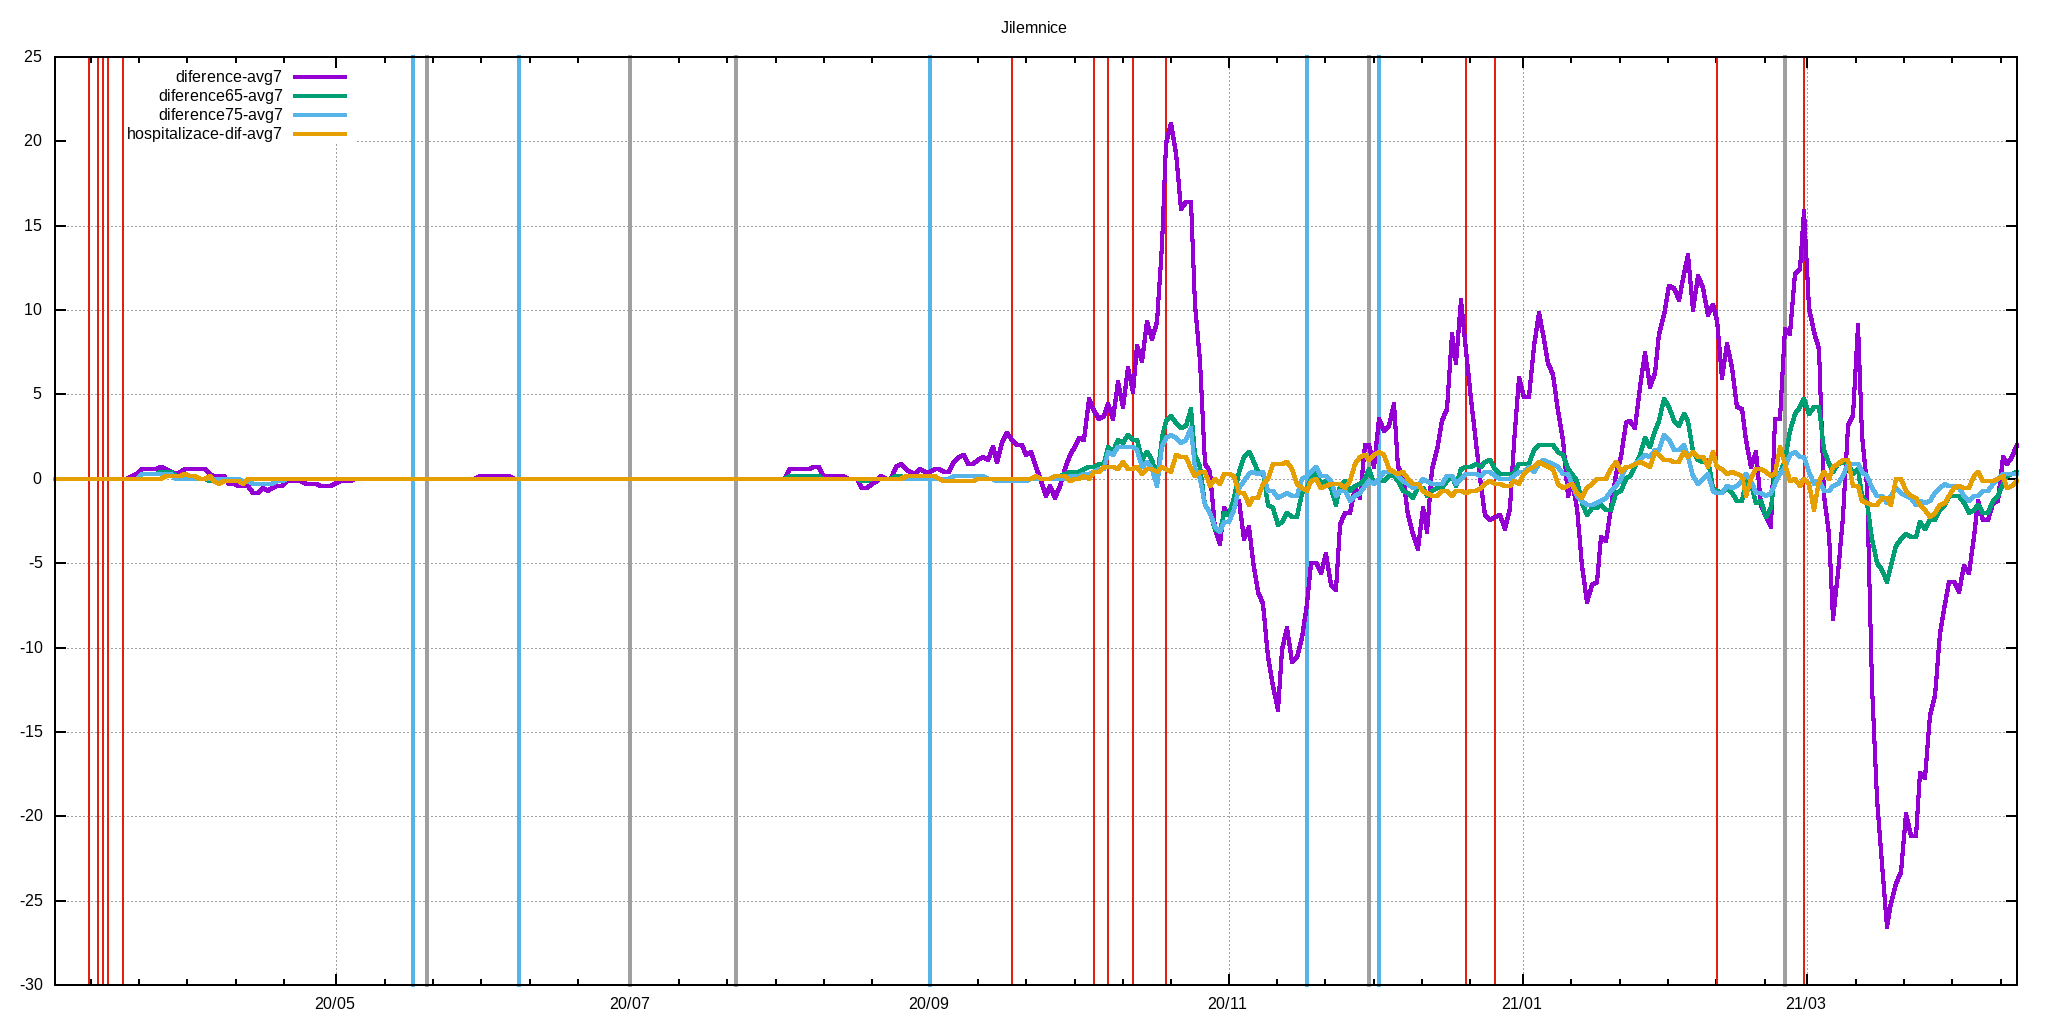 Jilemnice
25
diference-avg7
diference65-avg7
diference75-avg7
hospitalizace-dif-avg7
20
15
10
5
0
-5
-10
-15
-20
-25
-30
20/05 20/07 20/09 20/11 21/01 21/03